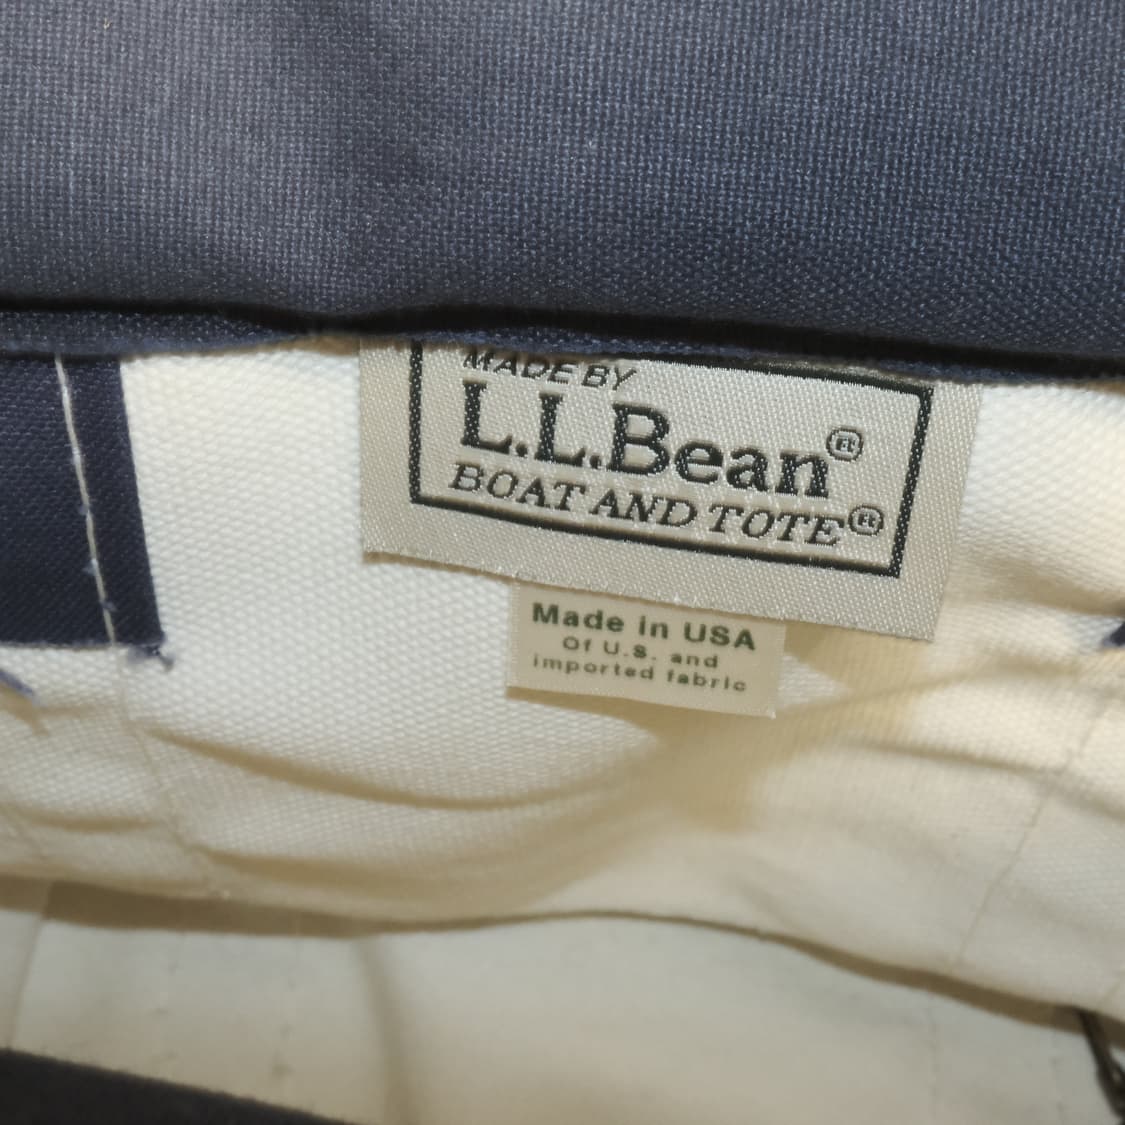 MADE BY
L.L.Bean®
BOAT AND TOTE®
Made in USA
Of U.S. and
imported fabric